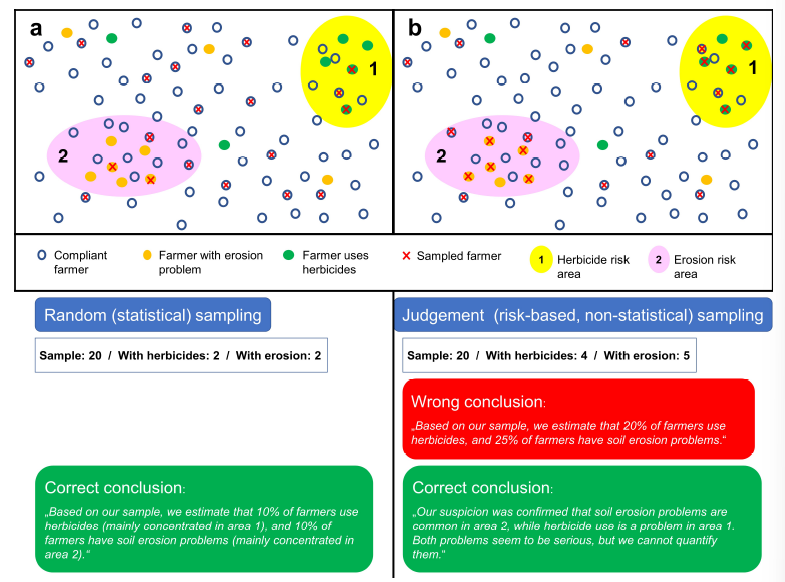 a
b
1
1
2
2
Compliant
farmer
Farmer with erosion
problem
Farmer uses
herbicides
Sampled farmer
1
Herbicide risk
area
2
Erosion risk
area
Random (statistical) sampling
Judgement (risk-based, non-statistical) sampling
Sample: 20 / With herbicides: 2 / With erosion: 2
Sample: 20 / With herbicides: 4 / With erosion: 5
Wrong conclusion:
„Based on our sample, we estimate that 20% of farmers use
herbicides, and 25% of farmers have soil erosion problems.“
Correct conclusion:
„Based on our sample, we estimate that 10% of farmers use
herbicides (mainly concentrated in area 1), and 10% of
farmers have soil erosion problems (mainly concentrated in
area 2).“
Correct conclusion:
„Our suspicion was confirmed that soil erosion problems are
common in area 2, while herbicide use is a problem in area 1.
Both problems seem to be serious, but we cannot quantify
them.“